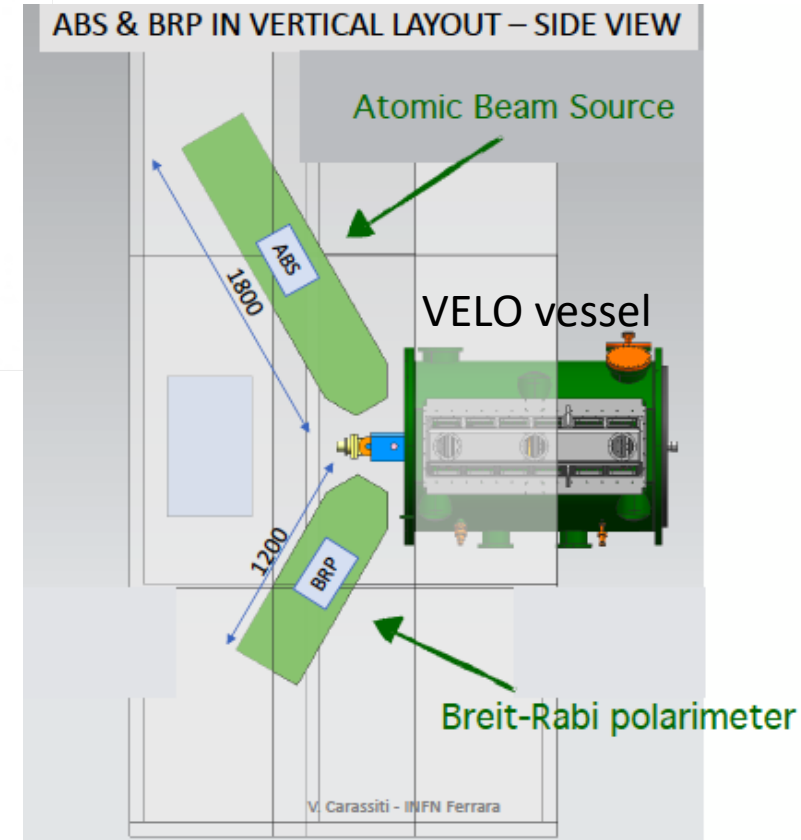 ABS & BRP IN VERTICAL LAYOUT – SIDE VIEW
Atomic Beam Source
ABS
1800
VELO vessel
1200
BRP
Breit-Rabi polarimeter
V. Carassiti - INFN Ferrara